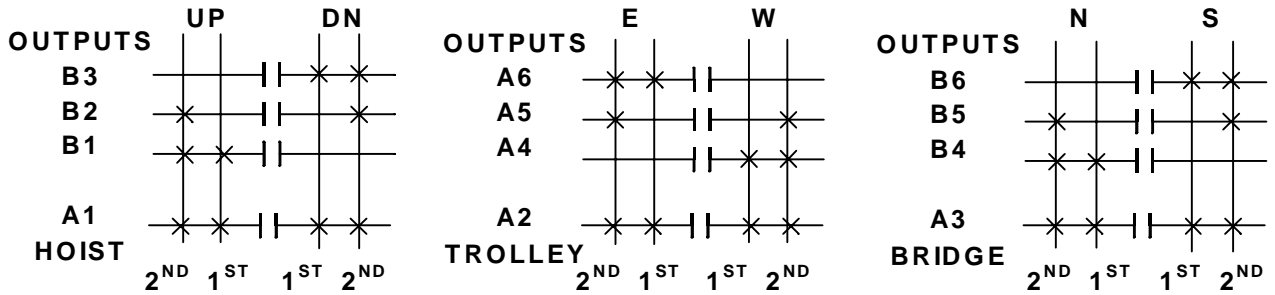 UP DN
OUTPUTS
B3
B2
B1
A1
HOIST
2ND 1ST 1ST 2ND
E W
OUTPUTS
A6
A5
A4
A2
TROLLEY
2ND 1ST 1ST 2ND
N S
OUTPUTS
B6
B5
B4
A3
BRIDGE
2ND 1ST 1ST 2ND